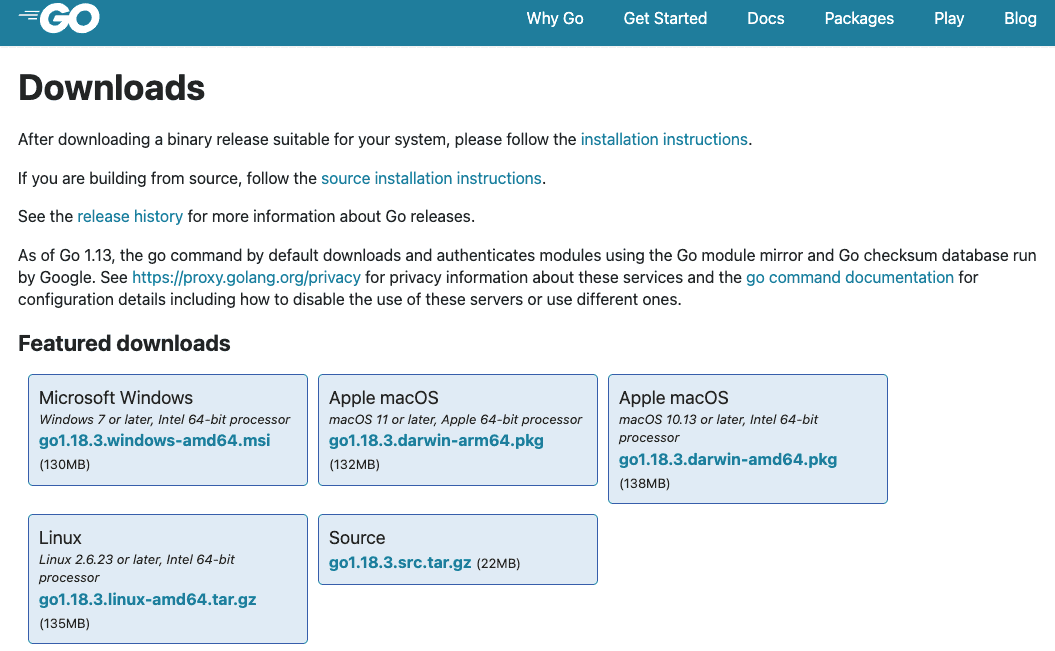 GO
Why Go
Get Started
Docs
Packages
Play
Blog
Downloads
After downloading a binary release suitable for your system, please follow the installation instructions.
If you are building from source, follow the source installation instructions.
See the release history for more information about Go releases.
As of Go 1.13, the go command by default downloads and authenticates modules using the Go module mirror and Go checksum database run
by Google. See https://proxy.golang.org/privacy for privacy information about these services and the go command documentation for
configuration details including how to disable the use of these servers or use different ones.
Featured downloads
Microsoft Windows
Windows 7 or later, Intel 64-bit processor
go1.18.3.windows-amd64.msi
(130MB)
Apple macOS
macOS 11 or later, Apple 64-bit processor
go1.18.3.darwin-arm64.pkg
(132MB)
Apple macOS
macOS 10.13 or later, Intel 64-bit
processor
go1.18.3.darwin-amd64.pkg
(138MB)
Linux
Linux 2.6.23 or later, Intel 64-bit
processor
go1.18.3.linux-amd64.tar.gz
(135MB)
Source
go1.18.3.src.tar.gz (22MB)